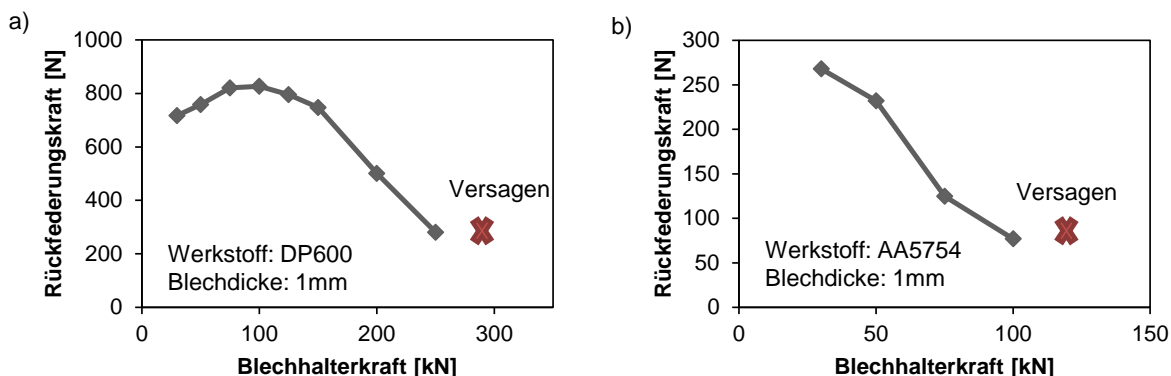 a)
Rückfederungskraft [N]
1000
800
600
400
200
0
Versagen
Werkstoff: DP600
Blechdicke: 1mm
0 100 200 300
Blechhalterkraft [kN]
b)
Rückfederungskraft [N]
300
250
200
150
100
50
0
Versagen
Werkstoff: AA5754
Blechdicke: 1mm
0 50 100 150
Blechhalterkraft [kN]